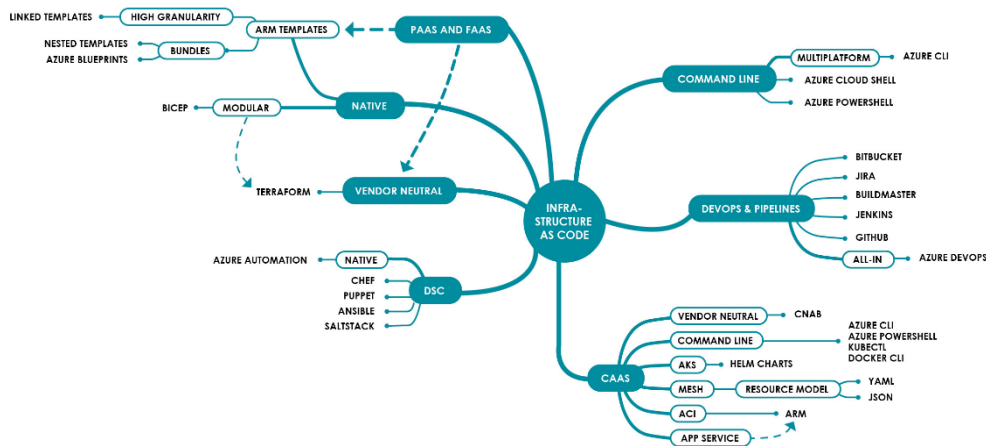 LINKED TEMPLATES
HIGH GRANULARITY
ARM TEMPLATES
PAAS AND FAAS
NESTED TEMPLATES
AZURE BLUEPRINTS
BUNDLES
NATIVE
BICEP
MODULAR
TERRAFORM
VENDOR NEUTRAL
INFRA-
STRUCTURE
AS CODE
AZURE AUTOMATION
NATIVE
CHEF
PUPPET
ANSIBLE
SALTSTACK
DSC
COMMAND LINE
MULTIPLATFORM
AZURE CLI
AZURE CLOUD SHELL
AZURE POWERSHELL
DEVOPS & PIPELINES
BITBUCKET
JIRA
BUILDMASTER
JENKINS
GITHUB
ALL-IN
AZURE DEVOPS
CAAS
VENDOR NEUTRAL
CNAB
COMMAND LINE
AZURE CLI
AZURE POWERSHELL
KUBECTL
DOCKER CLI
AKS
HELM CHARTS
MESH
RESOURCE MODEL
YAML
JSON
ACI
ARM
APP SERVICE